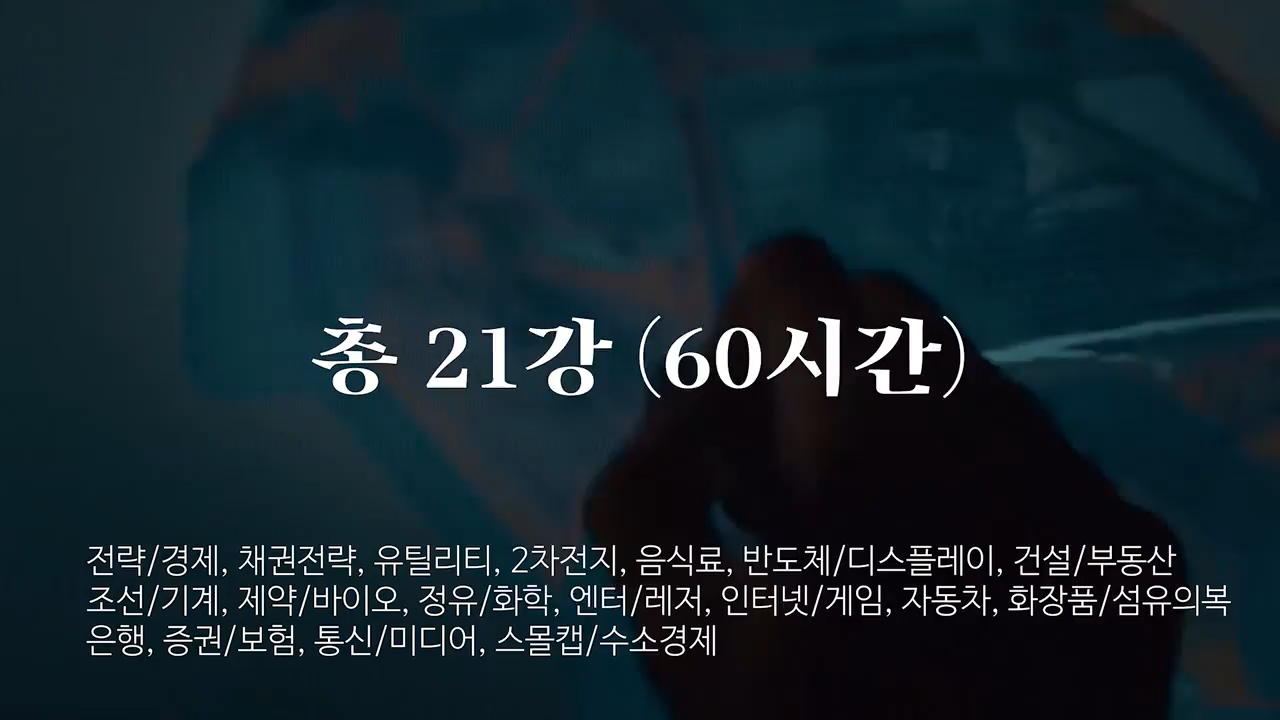 총 21강 (60시간)
전략/경제, 채권전략, 유틸리티, 2차전지, 음식료, 반도체/디스플레이, 건설/부동산
조선/기계, 제약/바이오, 정유/화학, 엔터/레저, 인터넷/게임, 자동차, 화장품/섬유의복
은행, 증권/보험, 통신/미디어, 스몰캡/수소경제